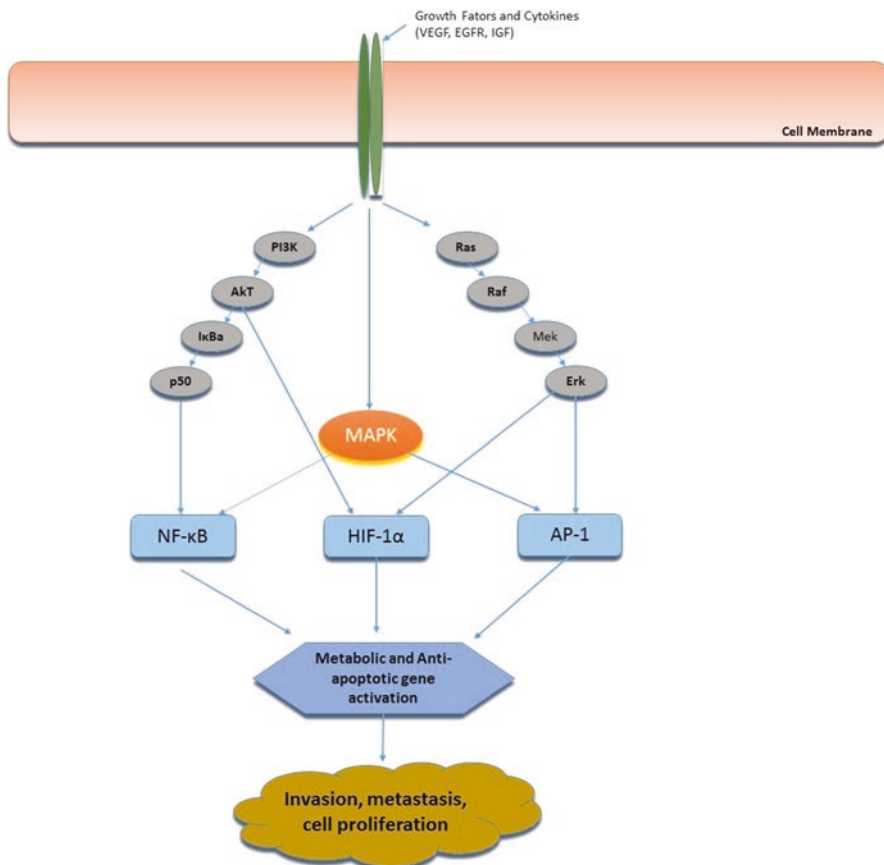 Growth Fators and Cytokines
(VEGF, EGFR, IGF)
Cell Membrane
PI3K
Ras
AkT
Raf
IκBa
Mek
p50
Erk
MAPK
NF-κB
HIF-1α
AP-1
Metabolic and Anti-
apoptotic gene
activation
Invasion, metastasis,
cell proliferation